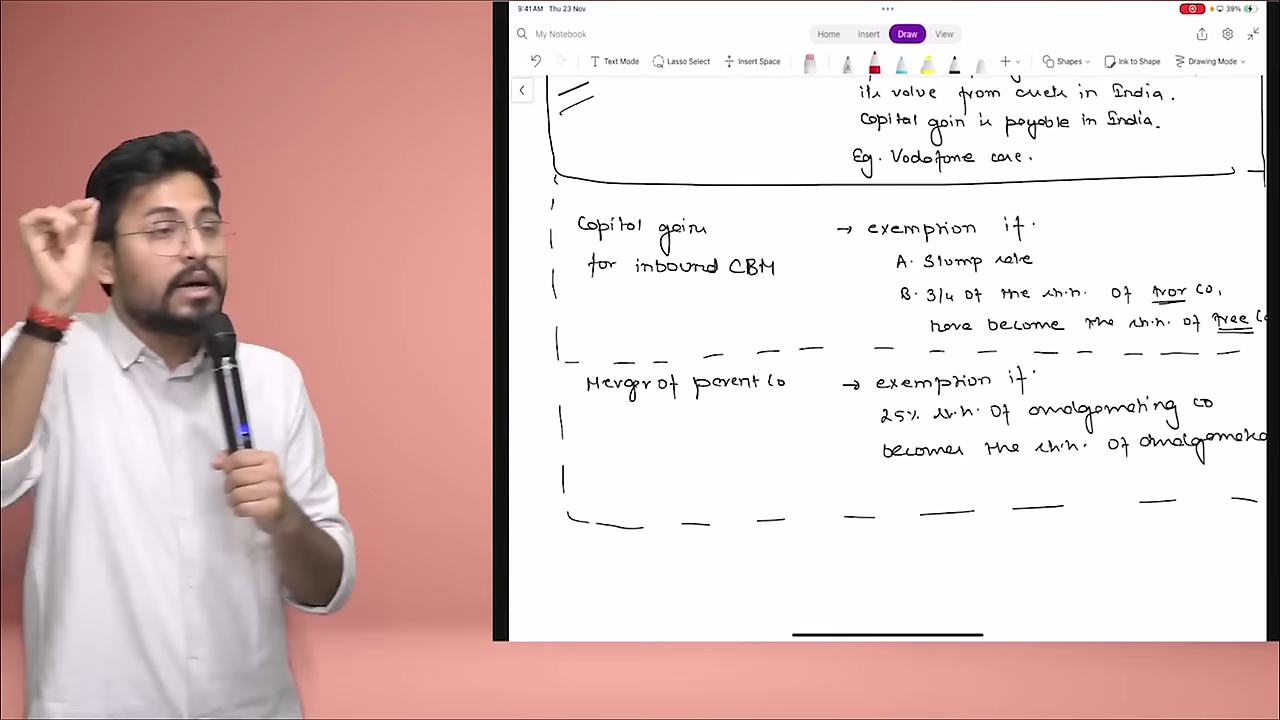 9:41 AM Thu 23 Nov
39%
My Notebook
Home Insert Draw View
Text Mode Lasso Select Insert Space Shapes Ink to Shape Drawing Mode
its value from assets in India.
Capital gain is payable in India.
Eg. Vodafone case.
Capital gains → exemption if.
for inbound CBM
A. Slump sale
B. 3/4 of the sh.h. of tror co.
have become the sh.h. of tree Co
Merger of parent Co → exemption if.
25% sh.h. of amalgamating co
becomes the sh.h. of amalgamate